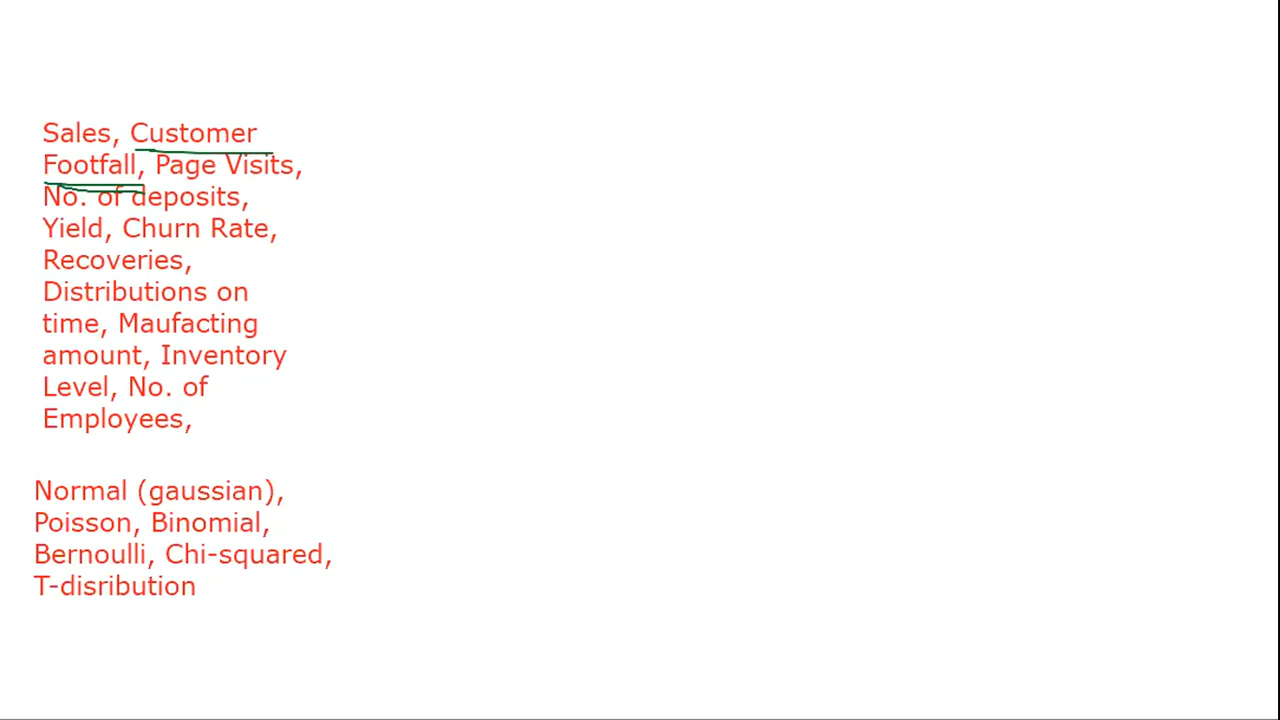 Sales, Customer
Footfall, Page Visits,
No. of deposits,
Yield, Churn Rate,
Recoveries,
Distributions on
time, Maufacting
amount, Inventory
Level, No. of
Employees,
Normal (gaussian),
Poisson, Binomial,
Bernoulli, Chi-squared,
T-disribution